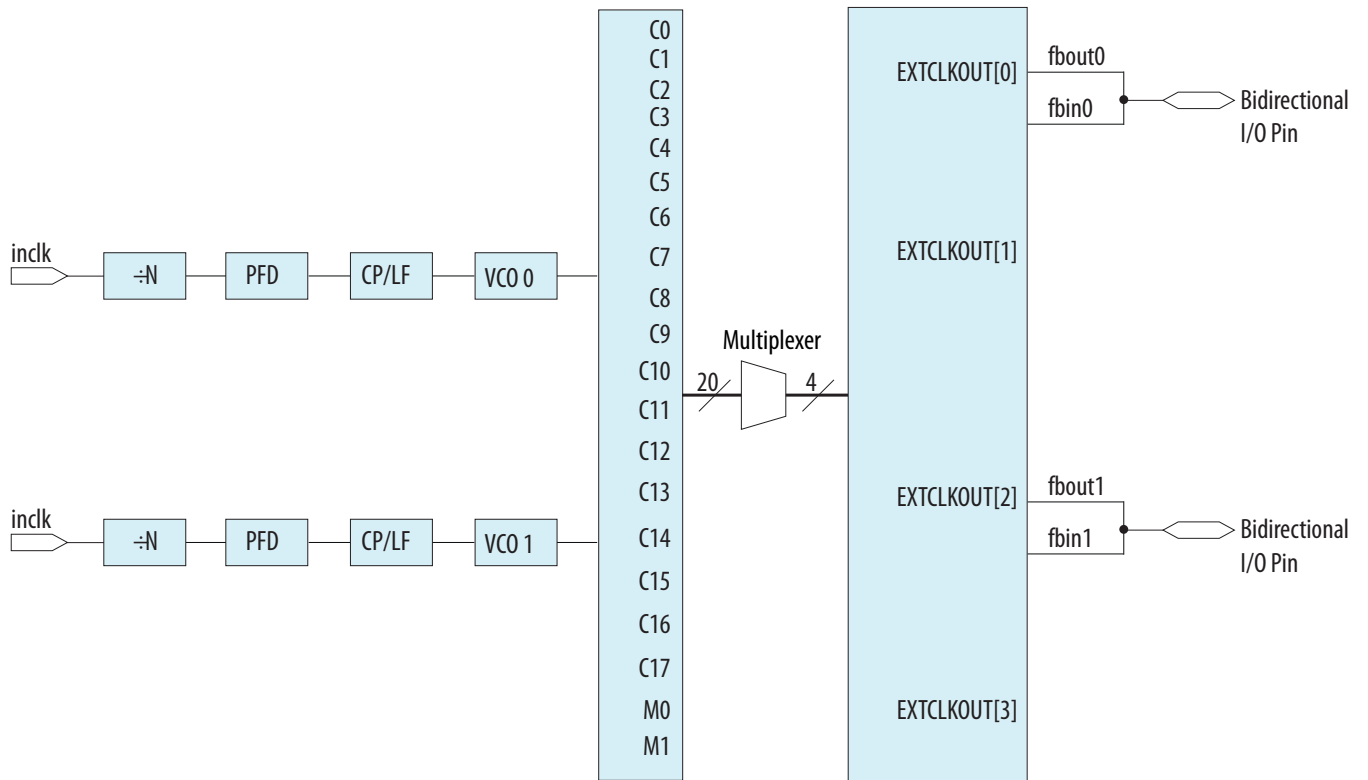 inclk
÷N
PFD
CP/LF
VCO 0
inclk
÷N
PFD
CP/LF
VCO 1
C0
C1
C2
C3
C4
C5
C6
C7
C8
C9
C10
C11
C12
C13
C14
C15
C16
C17
M0
M1
20
Multiplexer
4
EXTCLKOUT[0]
fbout0
fbin0
Bidirectional
I/O Pin
EXTCLKOUT[1]
EXTCLKOUT[2]
fbout1
fbin1
Bidirectional
I/O Pin
EXTCLKOUT[3]